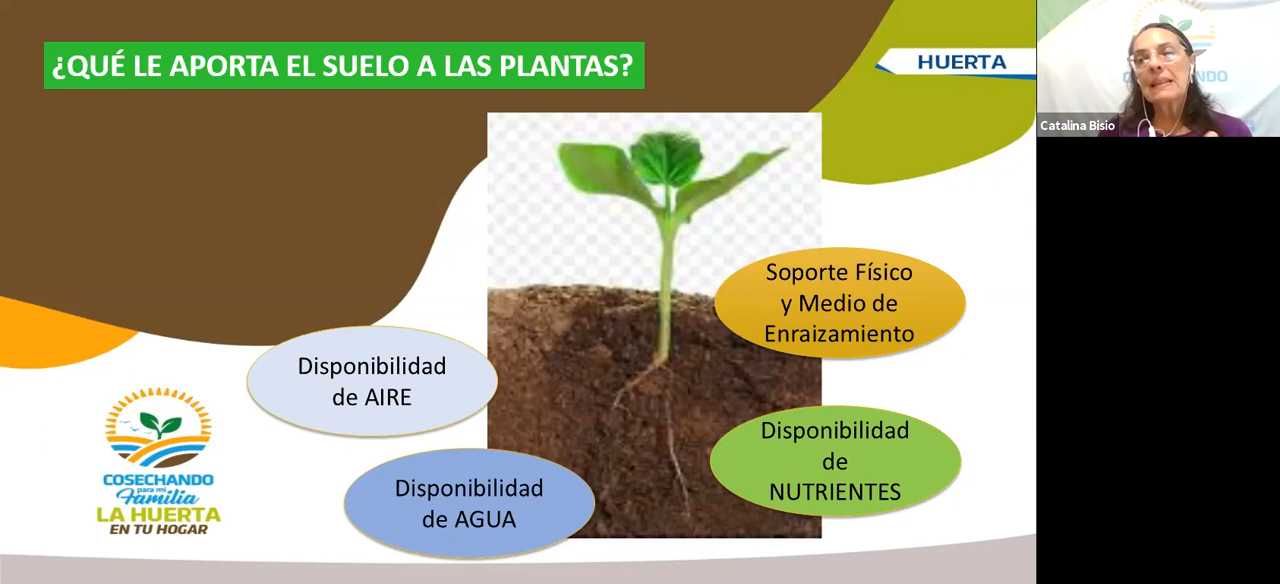 ¿QUÉ LE APORTA EL SUELO A LAS PLANTAS?
HUERTA
Catalina Bisio
Soporte Físico
y Medio de
Enraizamiento
Disponibilidad
de AIRE
Disponibilidad
de
NUTRIENTES
Disponibilidad
de AGUA
COSECHANDO
para mi
Familia
LA HUERTA
EN TU HOGAR